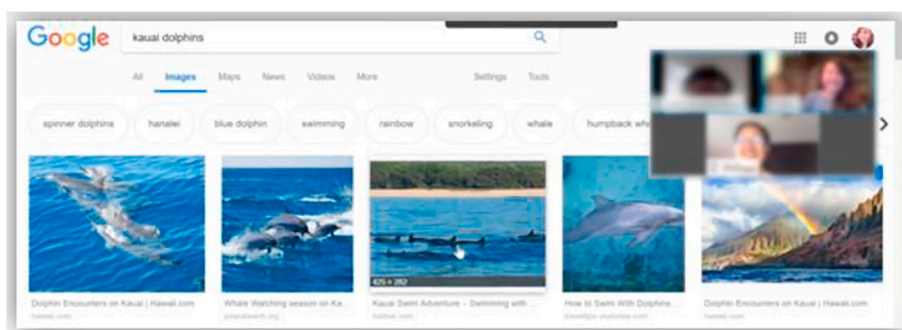 Google
kauai dolphins
All Images Maps News Videos More Settings Tools
spinner dolphins hanalei blue dolphin swimming rainbow snorkeling whale humpback wha
425 × 282
Dolphin Encounters on Kauai | Hawaii.com
hawaii.com
Whale Watching season on Ka...
Kauai Swim Adventure – Swimming with ...
How to Swim With Dolphins ...
Dolphin Encounters on Kauai | Hawaii.com
hawaii.com